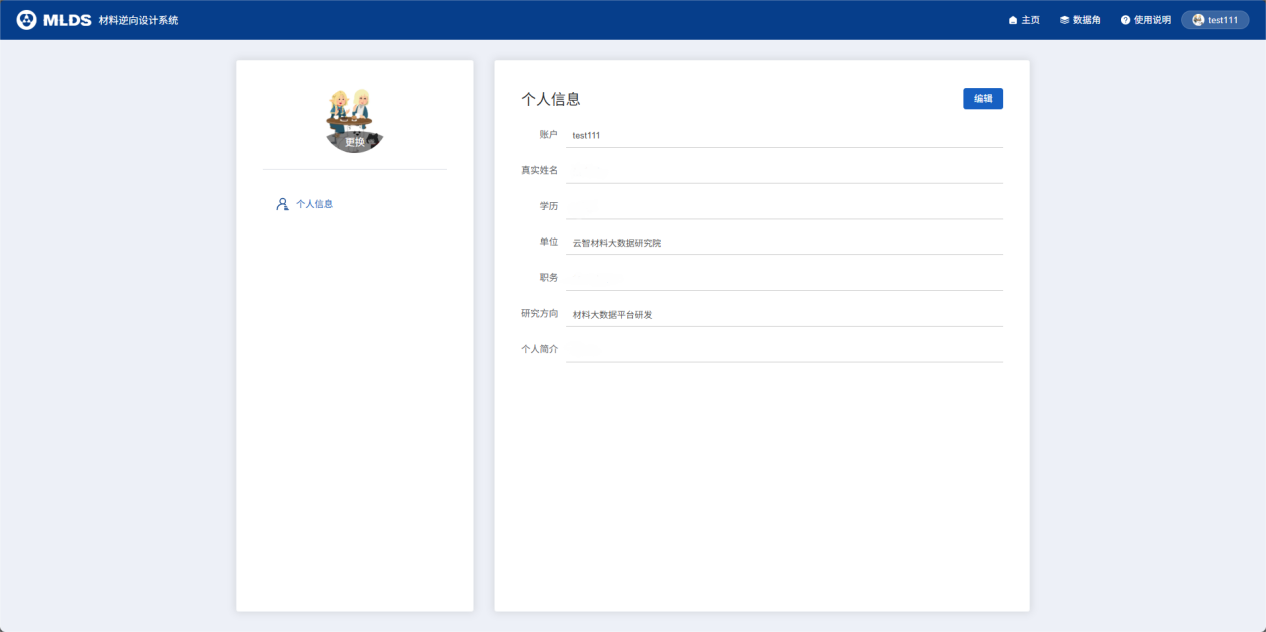 MLDS 材料逆向设计系统
主页 数据角 使用说明 test111
更换
个人信息
个人信息 编辑
账户 test111
真实姓名
学历
单位 云智材料大数据研究院
职务
研究方向 材料大数据平台研发
个人简介